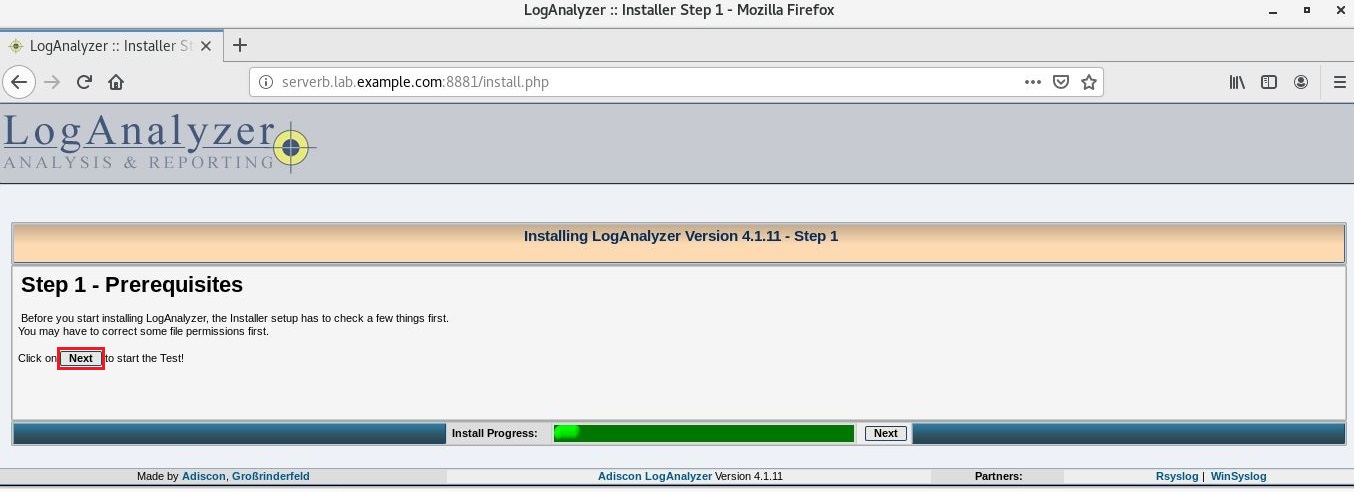 LogAnalyzer :: Installer Step 1 - Mozilla Firefox
LogAnalyzer :: Installer St
serverb.lab.example.com:8881/install.php
LogAnalyzer
ANALYSIS & REPORTING
Installing LogAnalyzer Version 4.1.11 - Step 1
Step 1 - Prerequisites
Before you start installing LogAnalyzer, the Installer setup has to check a few things first.
You may have to correct some file permissions first.
Click on Next to start the Test!
Install Progress: Next
Made by Adiscon, Großrinderfeld Adiscon LogAnalyzer Version 4.1.11 Partners: Rsyslog | WinSyslog